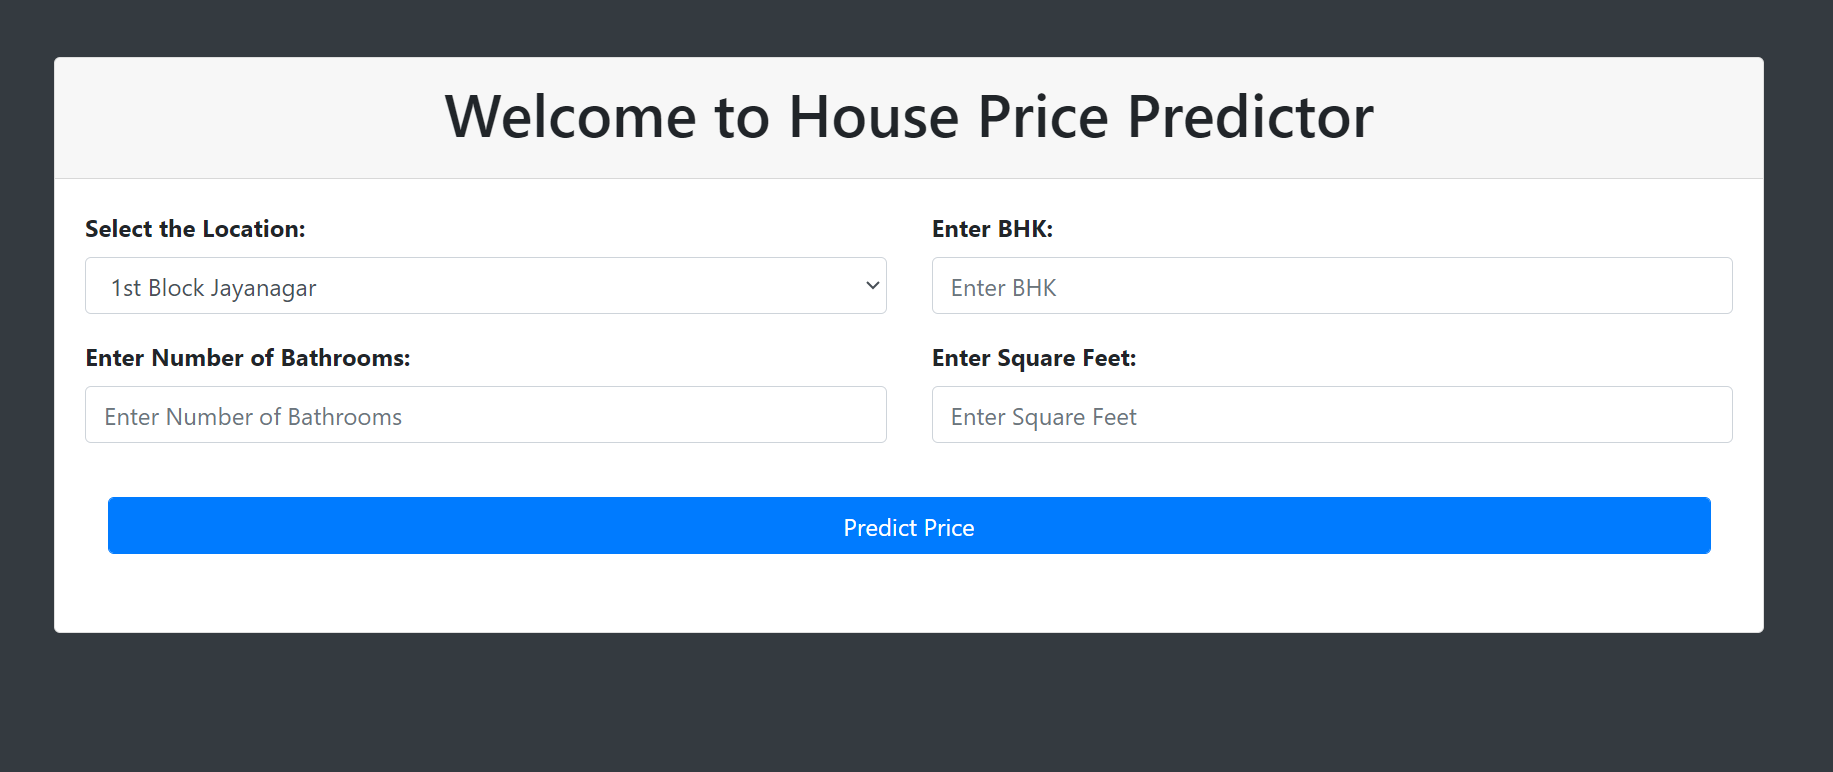 Welcome to House Price Predictor
Select the Location:
1st Block Jayanagar
Enter BHK:
Enter BHK
Enter Number of Bathrooms:
Enter Number of Bathrooms
Enter Square Feet:
Enter Square Feet
Predict Price